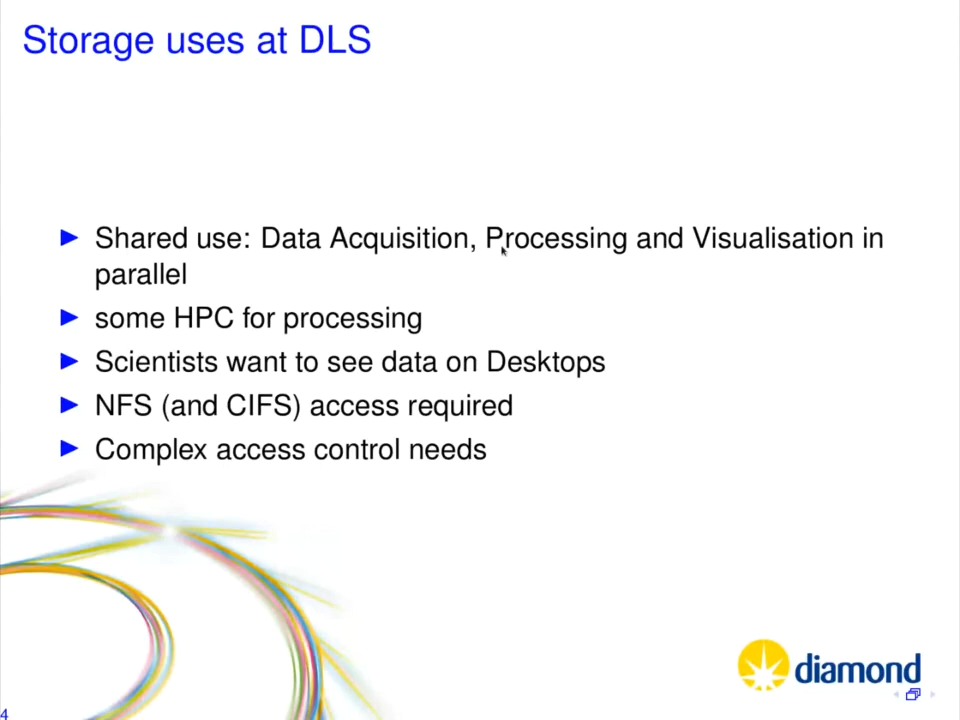 Storage uses at DLS
Shared use: Data Acquisition, Processing and Visualisation in
parallel
some HPC for processing
Scientists want to see data on Desktops
NFS (and CIFS) access required
Complex access control needs
diamond
4